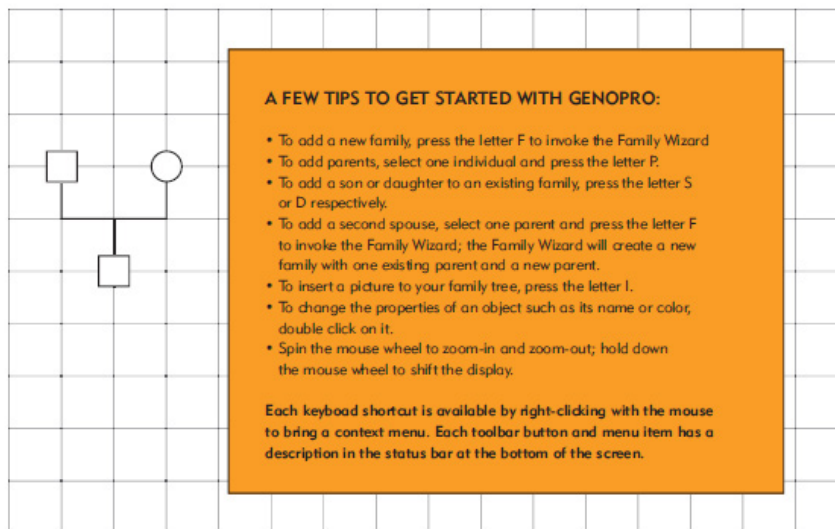 A FEW TIPS TO GET STARTED WITH GENOPRO:
• To add a new family, press the letter F to invoke the Family Wizard
• To add parents, select one individual and press the letter P.
• To add a son or daughter to an existing family, press the letter S
or D respectively.
• To add a second spouse, select one parent and press the letter F
to invoke the Family Wizard; the Family Wizard will create a new
family with one existing parent and a new parent.
• To insert a picture to your family tree, press the letter I.
• To change the properties of an object such as its name or color,
double click on it.
• Spin the mouse wheel to zoom-in and zoom-out; hold down
the mouse wheel to shift the display.
Each keyboad shortcut is available by right-clicking with the mouse
to bring a context menu. Each toolbar button and menu item has a
description in the status bar at the bottom of the screen.